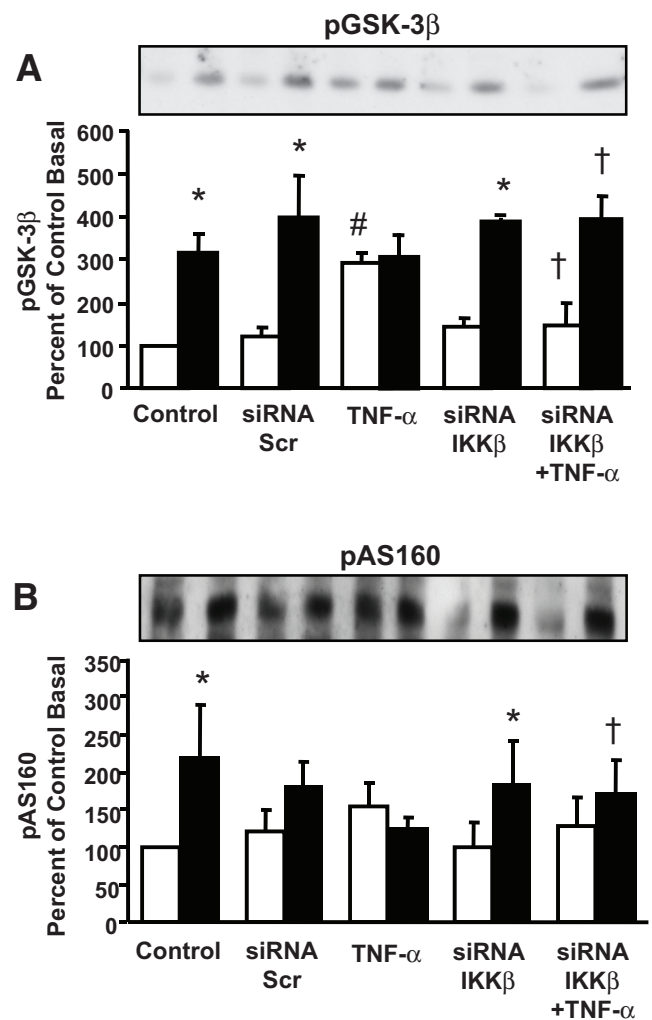 pGSK-3β
A
pGSK-3β
Percent of Control Basal
600
500
400
300
200
100
0
*
*
#
*
†
†
Control
siRNA
Scr
TNF-α
siRNA
IKKβ
siRNA
IKKβ
+TNF-α
pAS160
B
pAS160
Percent of Control Basal
350
300
250
200
150
100
50
0
*
*
†
Control
siRNA
Scr
TNF-α
siRNA
IKKβ
siRNA
IKKβ
+TNF-α